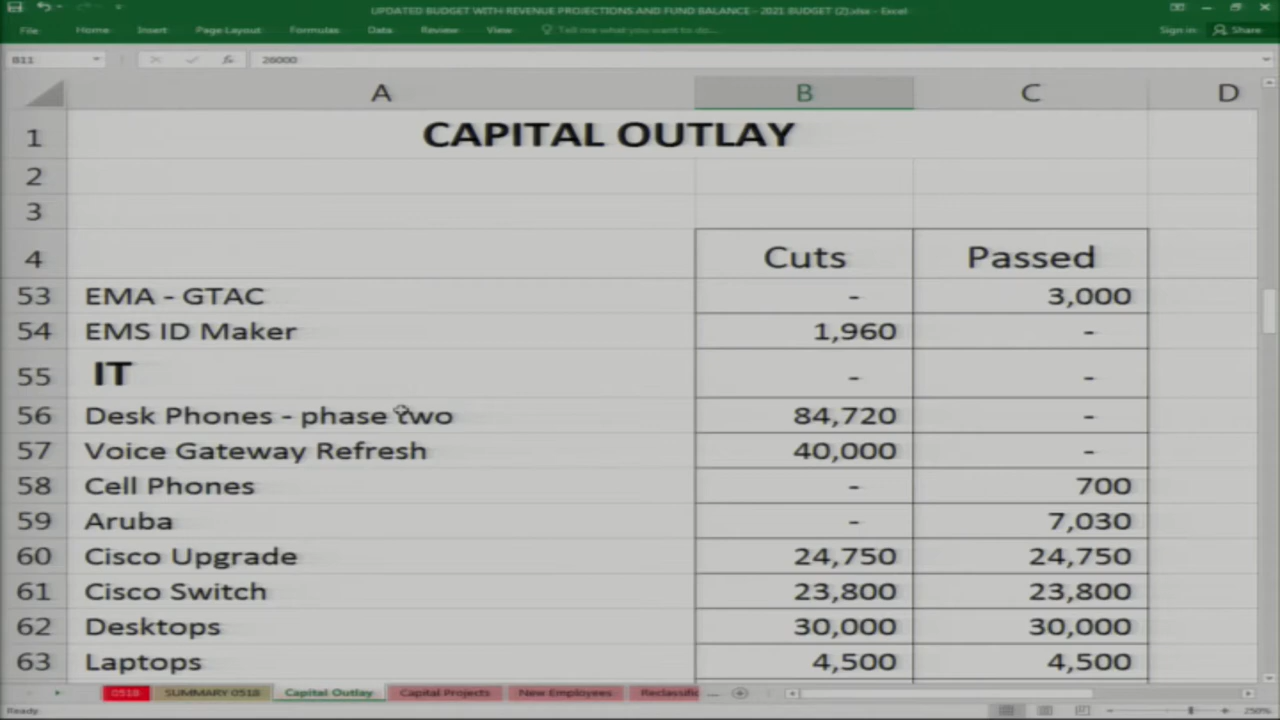 UPDATED BUDGET WITH REVENUE PROJECTIONS AND FUND BALANCE - 2021 BUDGET (2).xlsx - Excel
File Home Insert Page Layout Formulas Data Review View Tell me what you want to do... Sign in Share
B11 fx 26000
A B C D
1 CAPITAL OUTLAY
2
3
4 Cuts Passed
53 EMA - GTAC - 3,000
54 EMS ID Maker 1,960 -
55 IT - -
56 Desk Phones - phase two 84,720 -
57 Voice Gateway Refresh 40,000 -
58 Cell Phones - 700
59 Aruba - 7,030
60 Cisco Upgrade 24,750 24,750
61 Cisco Switch 23,800 23,800
62 Desktops 30,000 30,000
63 Laptops 4,500 4,500
0518 SUMMARY 0518 Capital Outlay Capital Projects New Employees Reclassific ...
Ready 250%